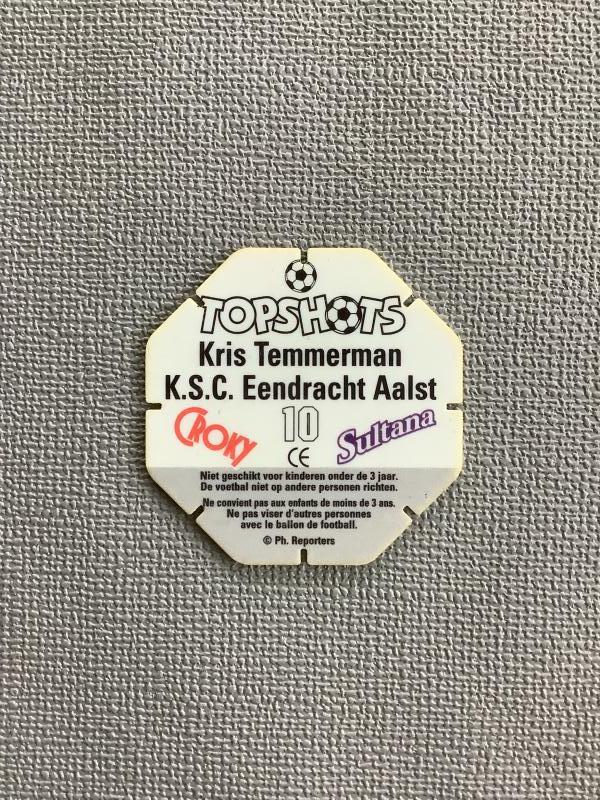 TOPSHOTS
Kris Temmerman
K.S.C. Eendracht Aalst
CROKY 10 Sultana
CE
Niet geschikt voor kinderen onder de 3 jaar.
De voetbal niet op andere personen richten.
Ne convient pas aux enfants de moins de 3 ans.
Ne pas viser d'autres personnes
avec le ballon de football.
© Ph. Reporters